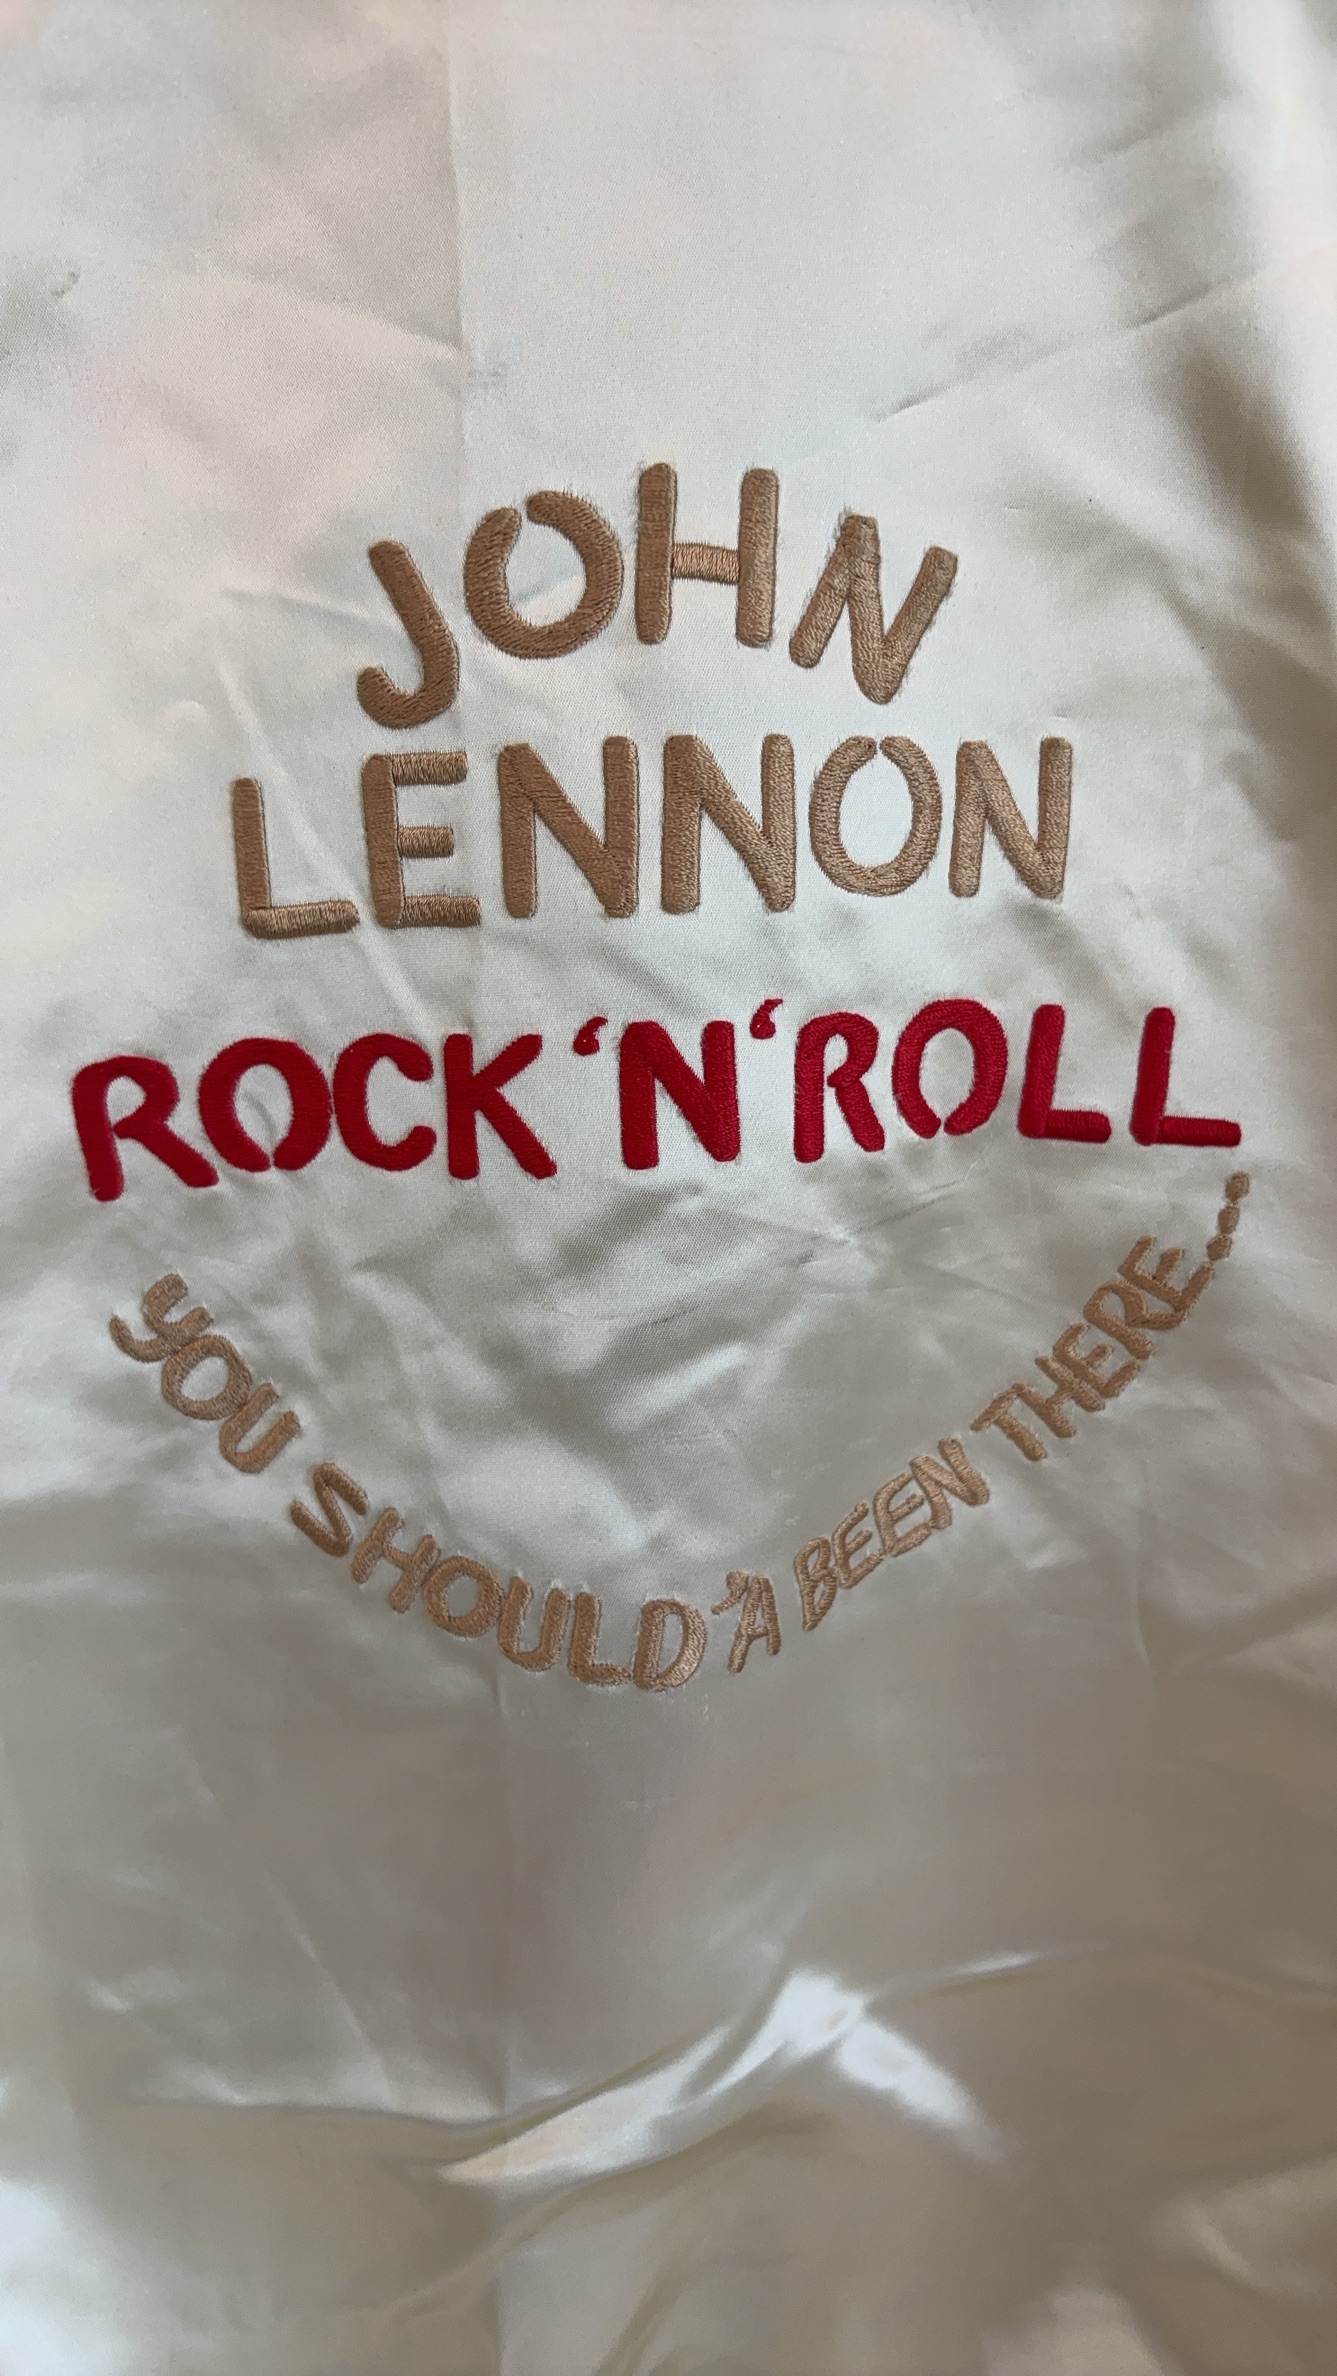 JOHN
LENNON
ROCK ‘N‘ ROLL
YOU SHOULD 'A BEEN THERE....